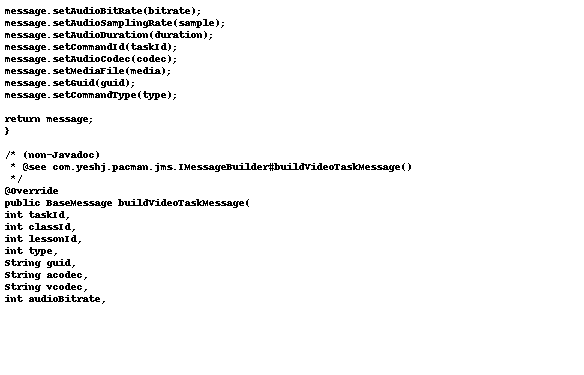 message.setAudioBitRate(bitrate);
message.setAudioSamplingRate(sample);
message.setAudioDuration(duration);
message.setCommandId(taskId);
message.setAudioCodec(codec);
message.setMediaFile(media);
message.setGuid(guid);
message.setCommandType(type);

return message;
}

/* (non-Javadoc)
 * @see com.yeshj.pacman.jms.IMessageBuilder#buildVideoTaskMessage()
 */
@Override
public BaseMessage buildVideoTaskMessage(
int taskId,
int classId,
int lessonId,
int type,
String guid,
String acodec,
String vcodec,
int audioBitrate,